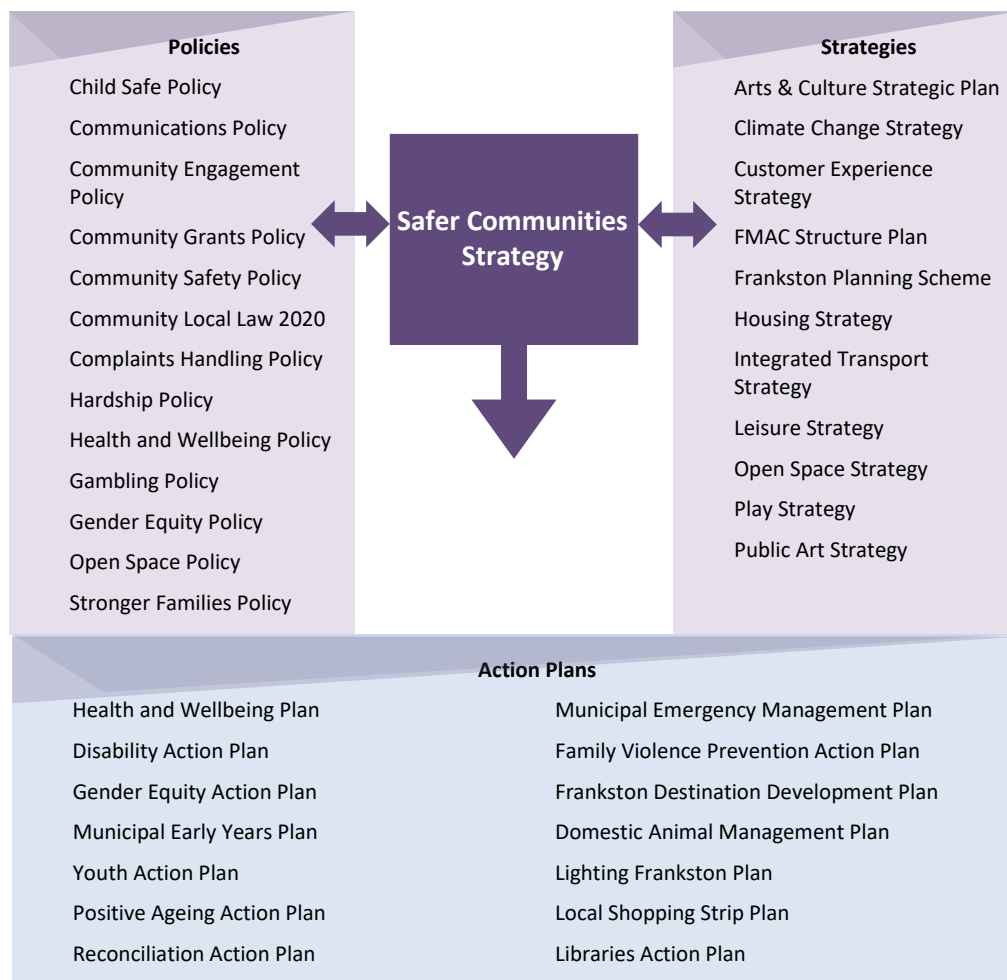 Policies
Child Safe Policy
Communications Policy
Community Engagement
Policy
Community Grants Policy
Community Safety Policy
Community Local Law 2020
Complaints Handling Policy
Hardship Policy
Health and Wellbeing Policy
Gambling Policy
Gender Equity Policy
Open Space Policy
Stronger Families Policy
Safer Communities
Strategy
Strategies
Arts & Culture Strategic Plan
Climate Change Strategy
Customer Experience
Strategy
FMAC Structure Plan
Frankston Planning Scheme
Housing Strategy
Integrated Transport
Strategy
Leisure Strategy
Open Space Strategy
Play Strategy
Public Art Strategy
Action Plans
Health and Wellbeing Plan
Disability Action Plan
Gender Equity Action Plan
Municipal Early Years Plan
Youth Action Plan
Positive Ageing Action Plan
Reconciliation Action Plan
Municipal Emergency Management Plan
Family Violence Prevention Action Plan
Frankston Destination Development Plan
Domestic Animal Management Plan
Lighting Frankston Plan
Local Shopping Strip Plan
Libraries Action Plan